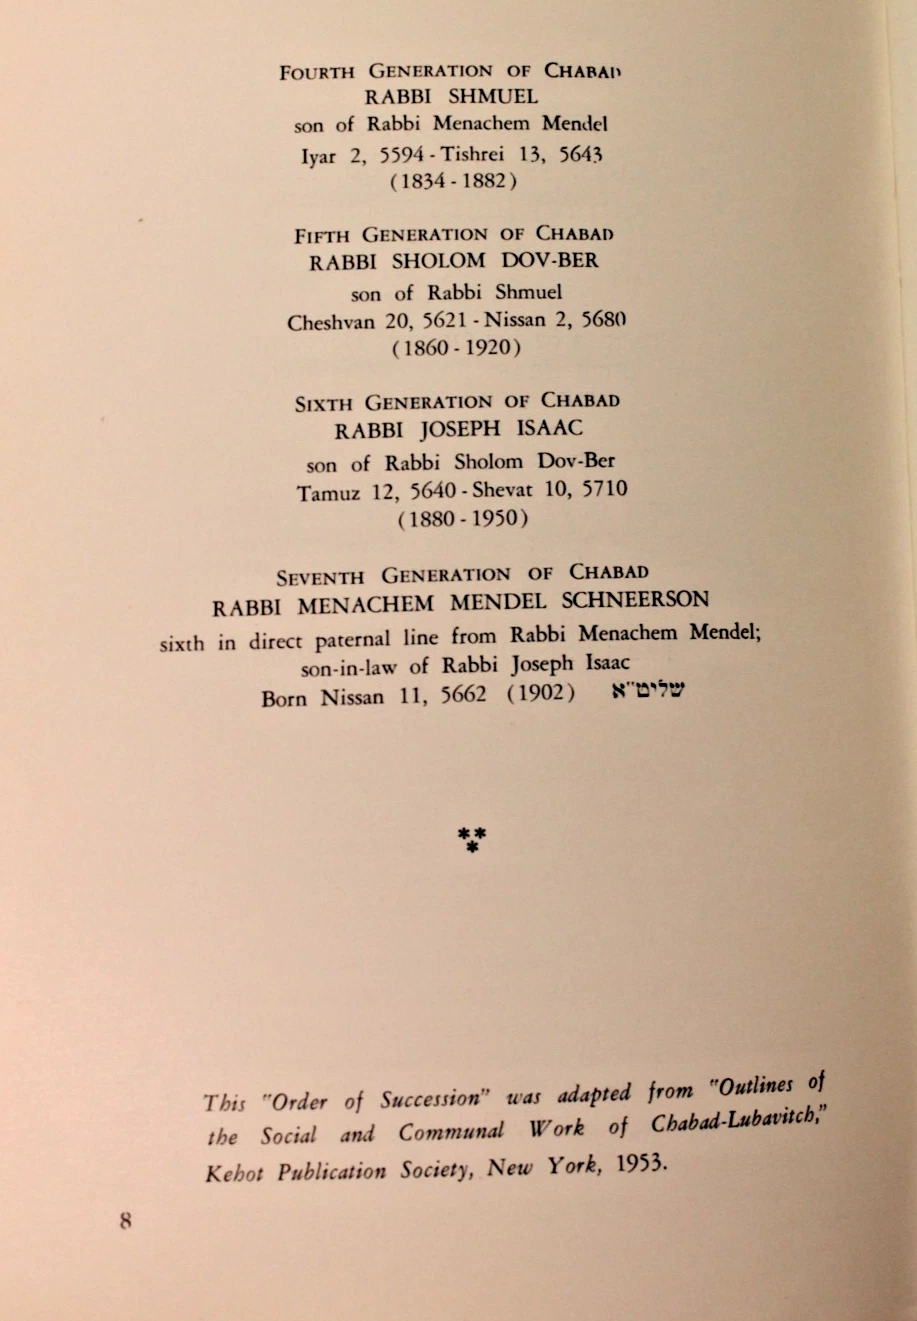 FOURTH GENERATION OF CHABAD
RABBI SHMUEL
son of Rabbi Menachem Mendel
Iyar 2, 5594 - Tishrei 13, 5643
(1834 - 1882)
FIFTH GENERATION OF CHABAD
RABBI SHOLOM DOV-BER
son of Rabbi Shmuel
Cheshvan 20, 5621 - Nissan 2, 5680
(1860 - 1920)
SIXTH GENERATION OF CHABAD
RABBI JOSEPH ISAAC
son of Rabbi Sholom Dov-Ber
Tamuz 12, 5640 - Shevat 10, 5710
(1880 - 1950)
SEVENTH GENERATION OF CHABAD
RABBI MENACHEM MENDEL SCHNEERSON
sixth in direct paternal line from Rabbi Menachem Mendel;
son-in-law of Rabbi Joseph Isaac
Born Nissan 11, 5662 (1902) שליט"א
**
*
This "Order of Succession" was adapted from "Outlines of
the Social and Communal Work of Chabad-Lubavitch,"
Kehot Publication Society, New York, 1953.
8